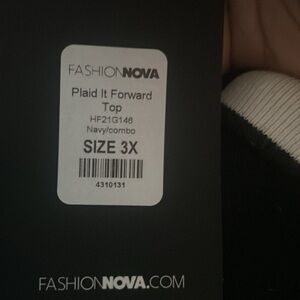 FASHIONNOVA
Plaid It Forward
Top
HF21G146
Navy/combo
SIZE 3X
4310131
FASHIONNOVA.COM